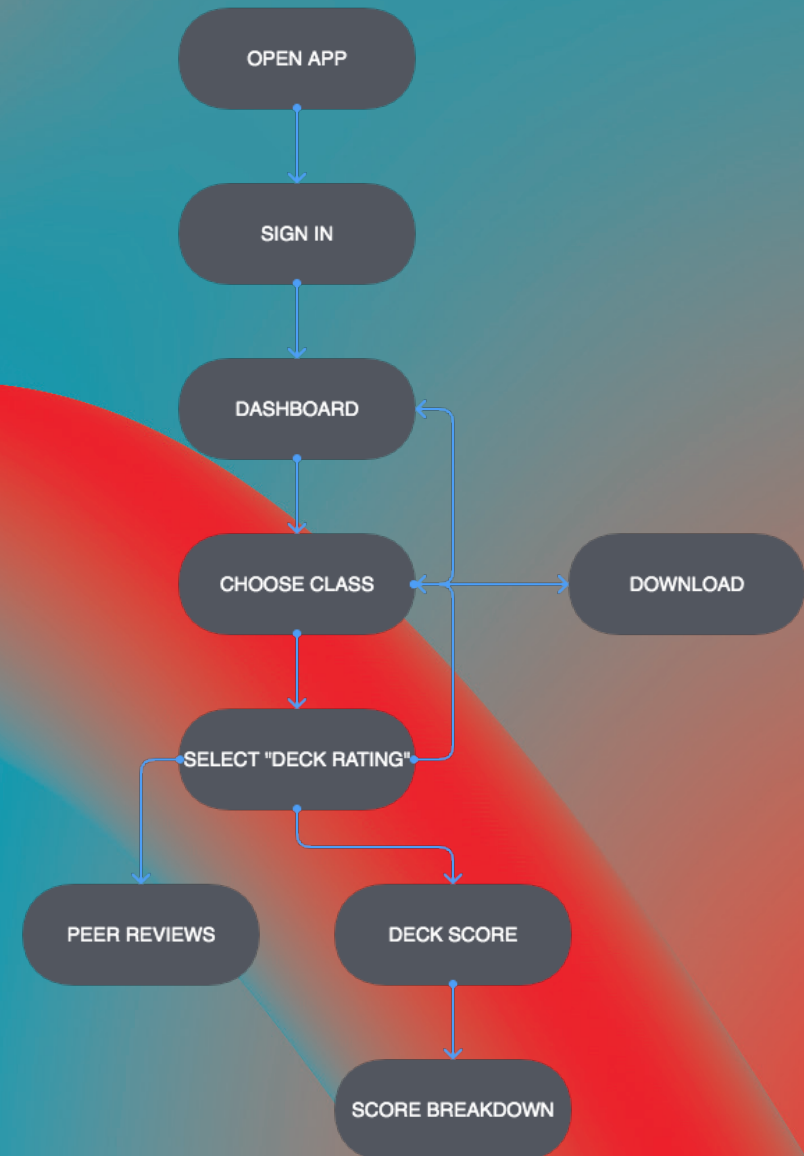 OPEN APP
SIGN IN
DASHBOARD
CHOOSE CLASS
DOWNLOAD
SELECT "DECK RATING"
PEER REVIEWS
DECK SCORE
SCORE BREAKDOWN